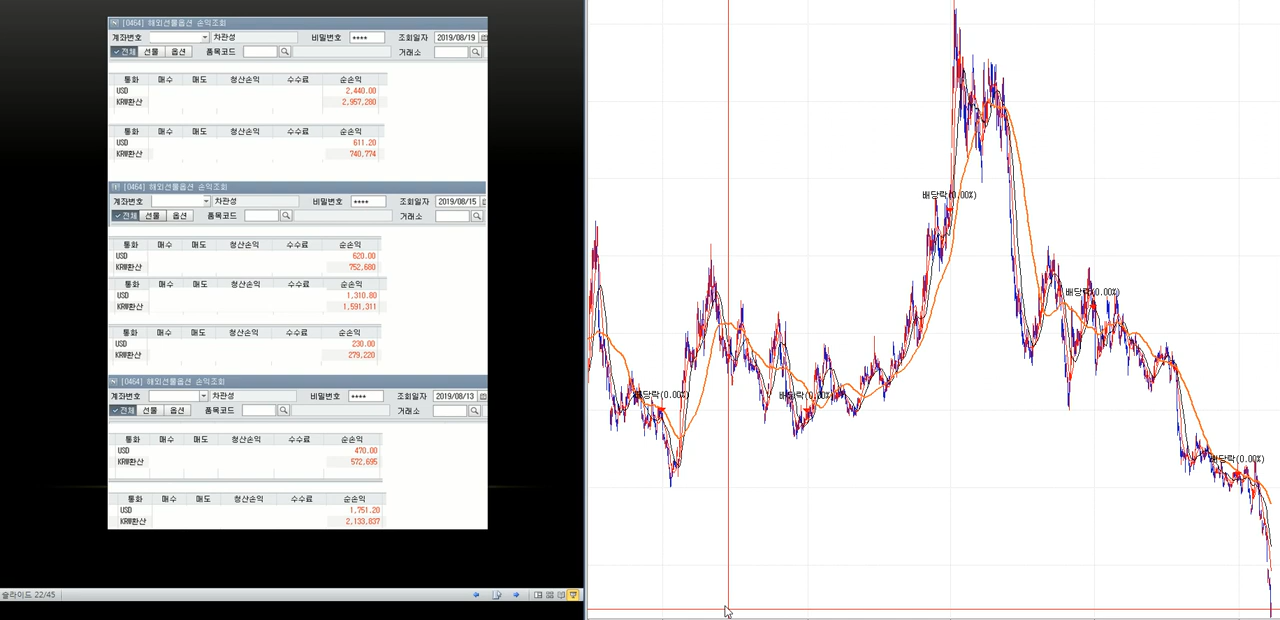 [0464] 해외선물옵션 손익조회
계좌번호 차관성 비밀번호 **** 조회일자 2019/08/19
✓전체 선물 옵션 품목코드 거래소
통화 매수 매도 청산손익 수수료 순손익
USD 2,440.00
KRW환산 2,957,280
통화 매수 매도 청산손익 수수료 순손익
USD 611.20
KRW환산 740,774
[0464] 해외선물옵션 손익조회
계좌번호 차관성 비밀번호 **** 조회일자 2019/08/15
✓전체 선물 옵션 품목코드 거래소
통화 매수 매도 청산손익 수수료 순손익
USD 620.00
KRW환산 752,680
통화 매수 매도 청산손익 수수료 순손익
USD 1,310.80
KRW환산 1,591,311
통화 매수 매도 청산손익 수수료 순손익
USD 230.00
KRW환산 279,220
[0464] 해외선물옵션 손익조회
계좌번호 차관성 비밀번호 **** 조회일자 2019/08/13
✓전체 선물 옵션 품목코드 거래소
통화 매수 매도 청산손익 수수료 순손익
USD 470.00
KRW환산 572,695
통화 매수 매도 청산손익 수수료 순손익
USD 1,751.20
KRW환산 2,133,837
슬라이드 22/45
배당락(0.00%)
배당락(0.00%)
배당락(0.00%)
배당락(0.00%)
배당락(0.00%)